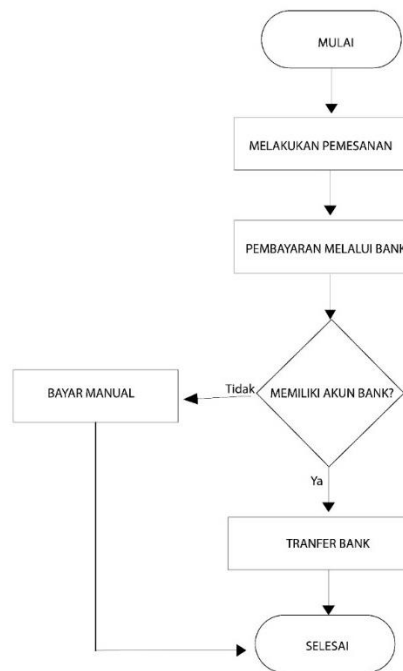 MULAI
MELAKUKAN PEMESANAN
PEMBAYARAN MELALUI BANK
MEMILIKI AKUN BANK?
Tidak
BAYAR MANUAL
Ya
TRANFER BANK
SELESAI